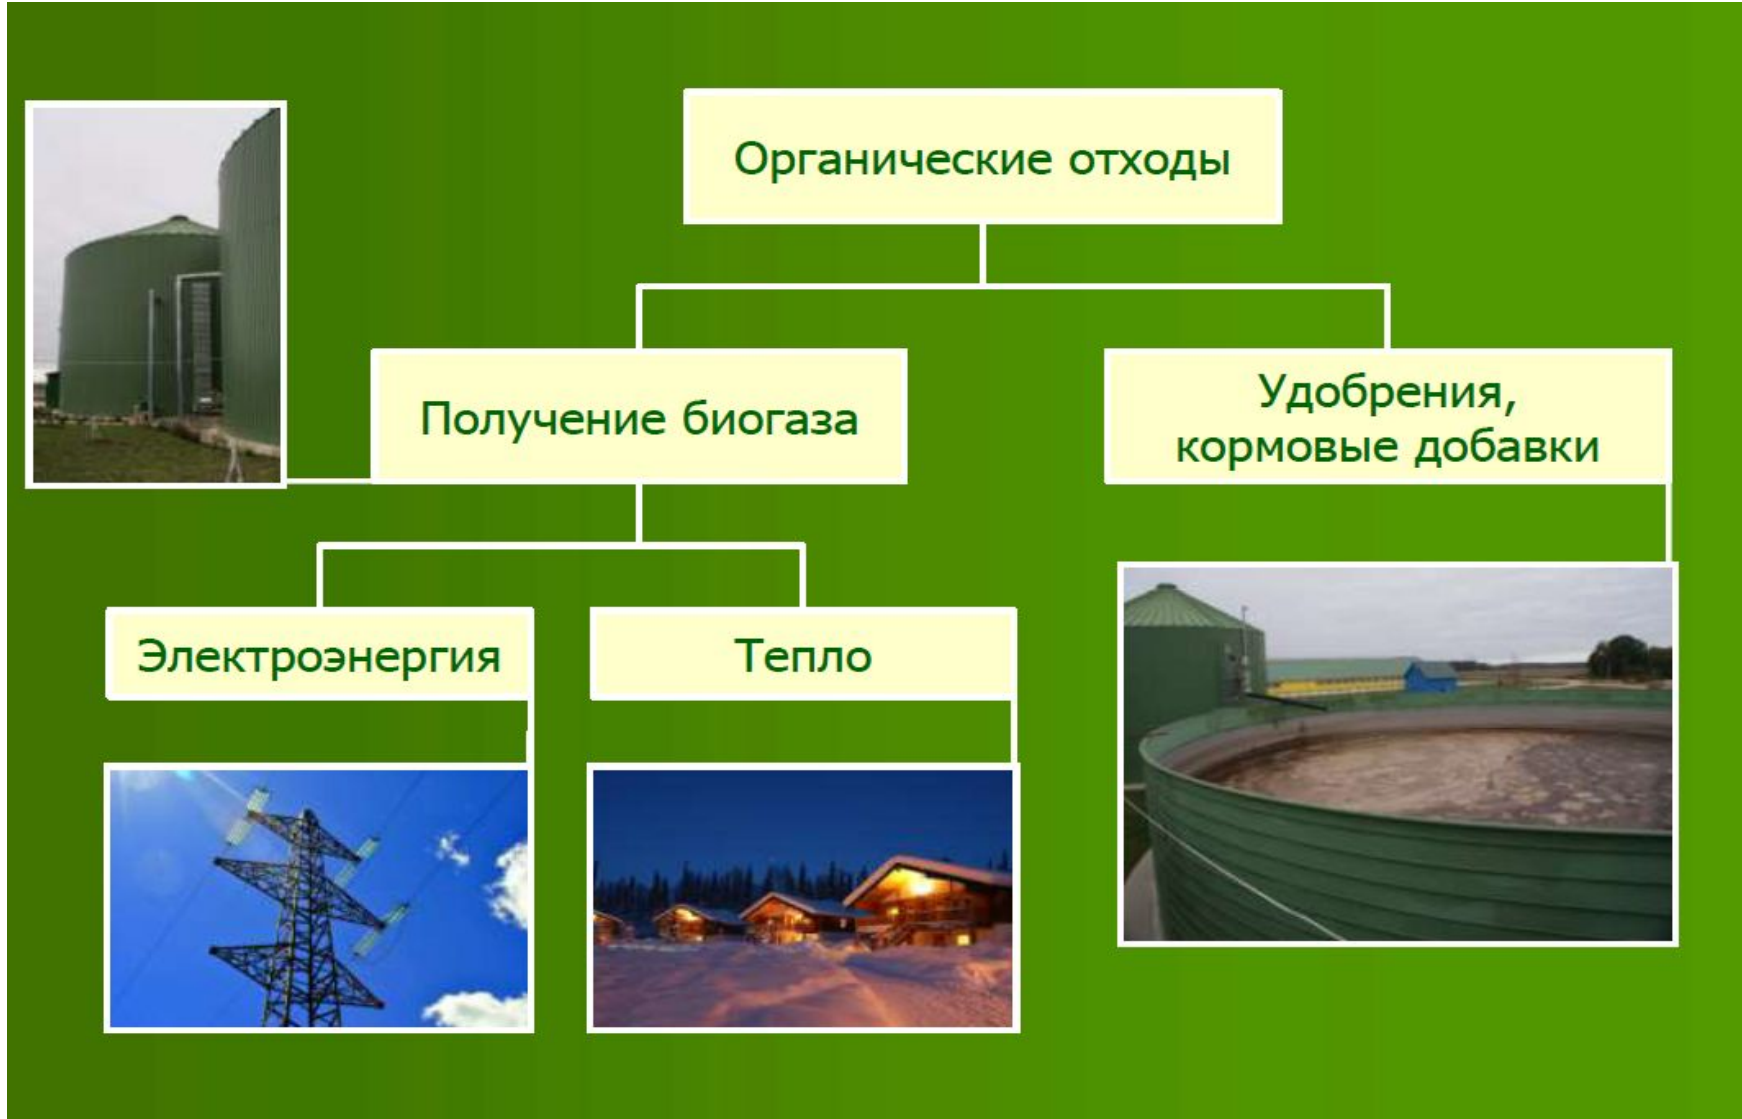 Органические отходы
Получение биогаза
Удобрения,
кормовые добавки
Электроэнергия
Тепло